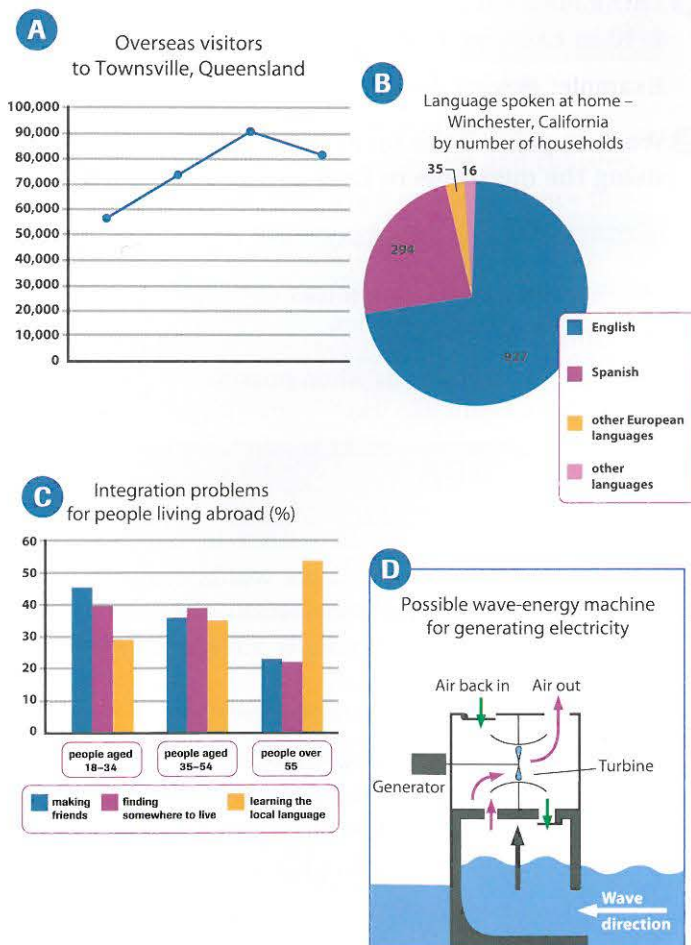 A
Overseas visitors
to Townsville, Queensland
100,000
90,000
80,000
70,000
60,000
50,000
40,000
30,000
20,000
10,000
0
B
Language spoken at home –
Winchester, California
by number of households
35
16
294
927
English
Spanish
other European
languages
other
languages
C
Integration problems
for people living abroad (%)
60
50
40
30
20
10
0
people aged
18–34
people aged
35–54
people over
55
making
friends
finding
somewhere to live
learning the
local language
D
Possible wave-energy machine
for generating electricity
Air back in
Air out
Turbine
Generator
Wave
direction